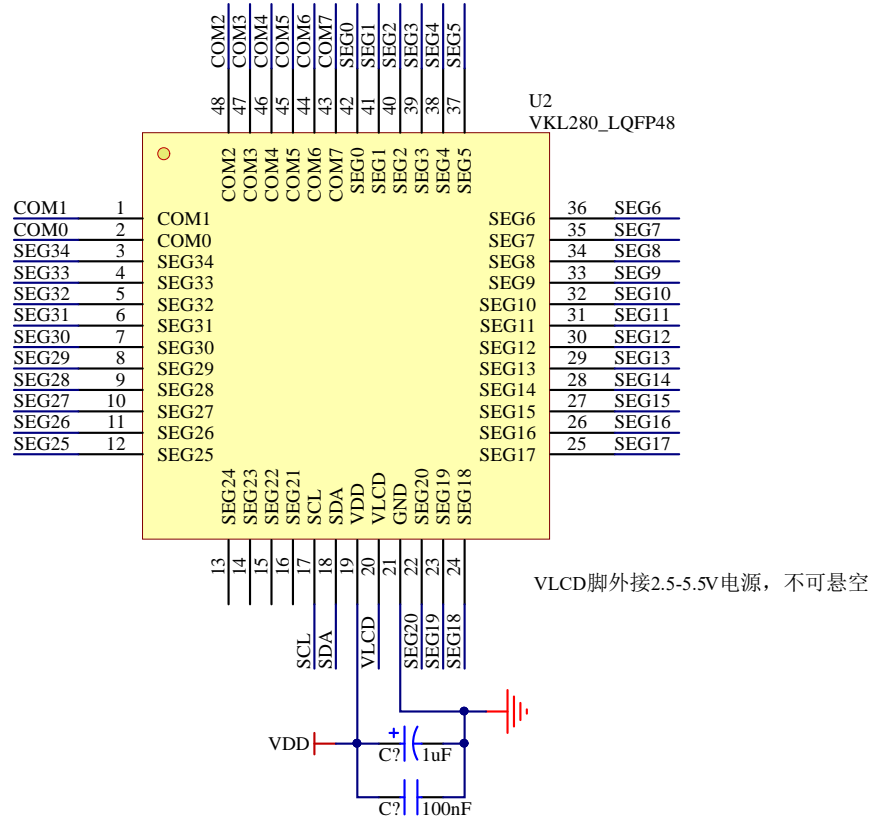 COM2
COM3
COM4
COM5
COM6
COM7
SEG0
SEG1
SEG2
SEG3
SEG4
SEG5
48
47
46
45
44
43
42
41
40
39
38
37
U2
VKL280_LQFP48
COM2
COM3
COM4
COM5
COM6
COM7
SEG0
SEG1
SEG2
SEG3
SEG4
SEG5
COM1 1 COM1
COM0 2 COM0
SEG34 3 SEG34
SEG33 4 SEG33
SEG32 5 SEG32
SEG31 6 SEG31
SEG30 7 SEG30
SEG29 8 SEG29
SEG28 9 SEG28
SEG27 10 SEG27
SEG26 11 SEG26
SEG25 12 SEG25
SEG6 36 SEG6
SEG7 35 SEG7
SEG8 34 SEG8
SEG9 33 SEG9
SEG10 32 SEG10
SEG11 31 SEG11
SEG12 30 SEG12
SEG13 29 SEG13
SEG14 28 SEG14
SEG15 27 SEG15
SEG16 26 SEG16
SEG17 25 SEG17
SEG24
SEG23
SEG22
SEG21
SCL
SDA
VDD
VLCD
GND
SEG20
SEG19
SEG18
13
14
15
16
17
18
19
20
21
22
23
24
VLCD脚外接2.5-5.5V电源，不可悬空
SCL
SDA
VLCD
SEG20
SEG19
SEG18
VDD
+
C? 1uF
C? 100nF